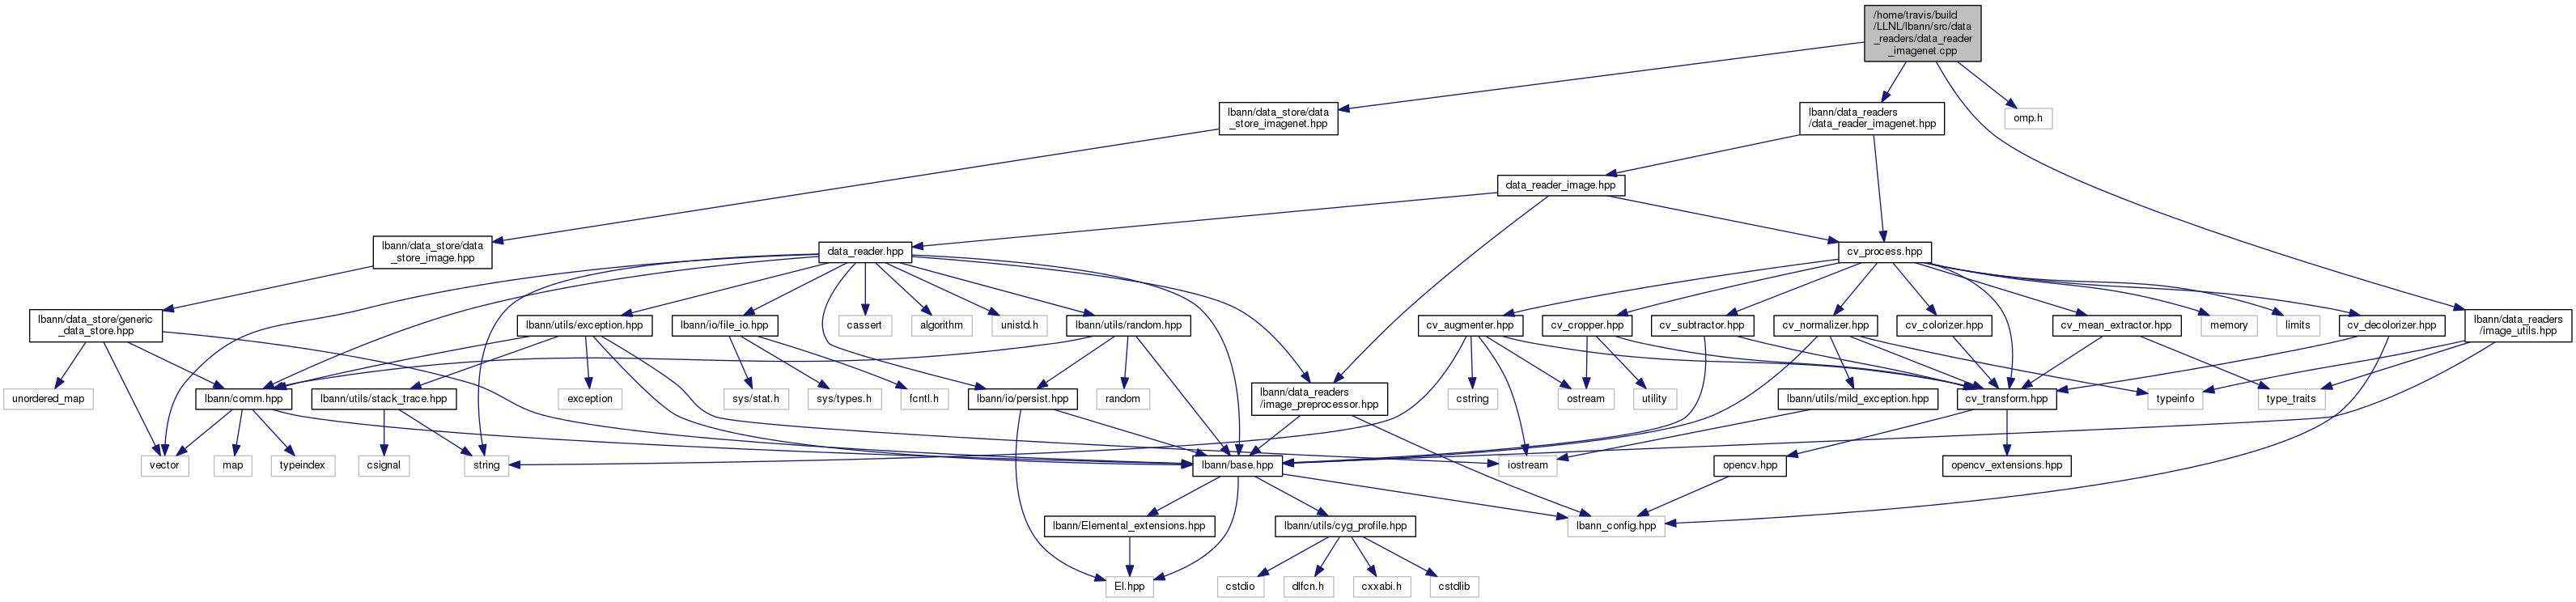 /home/travis/build
/LLNL/lbann/src/data
_readers/data_reader
_imagenet.cpp
lbann/data_store/data
_store_imagenet.hpp
lbann/data_readers
/data_reader_imagenet.hpp
omp.h
data_reader_image.hpp
lbann/data_store/data
_store_image.hpp
data_reader.hpp
cv_process.hpp
lbann/data_store/generic
_data_store.hpp
lbann/utils/exception.hpp
lbann/io/file_io.hpp
cassert
algorithm
unistd.h
lbann/utils/random.hpp
cv_augmenter.hpp
cv_cropper.hpp
cv_subtractor.hpp
cv_normalizer.hpp
cv_colorizer.hpp
cv_mean_extractor.hpp
memory
limits
cv_decolorizer.hpp
lbann/data_readers
/image_utils.hpp
unordered_map
lbann/comm.hpp
lbann/utils/stack_trace.hpp
exception
sys/stat.h
sys/types.h
fcntl.h
lbann/io/persist.hpp
random
lbann/data_readers
/image_preprocessor.hpp
cstring
ostream
utility
lbann/utils/mild_exception.hpp
cv_transform.hpp
typeinfo
type_traits
vector
map
typeindex
csignal
string
lbann/base.hpp
iostream
opencv.hpp
opencv_extensions.hpp
lbann/Elemental_extensions.hpp
lbann/utils/cyg_profile.hpp
lbann_config.hpp
El.hpp
cstdio
dlfcn.h
cxxabi.h
cstdlib